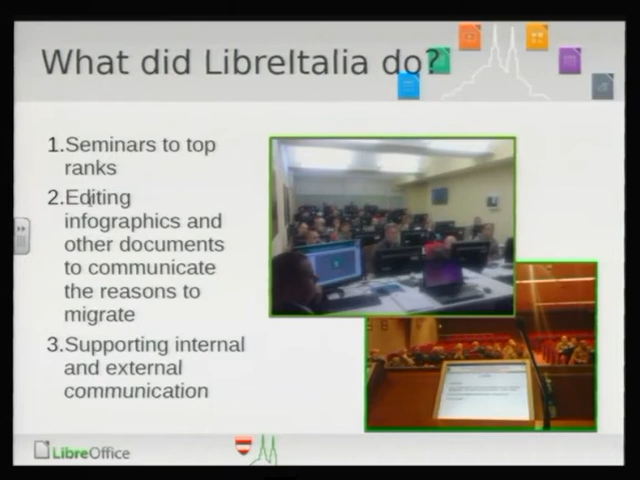 What did LibreItalia do?
1.Seminars to top
ranks
2.Editing
infographics and
other documents
to communicate
the reasons to
migrate
3.Supporting internal
and external
communication
LibreOffice